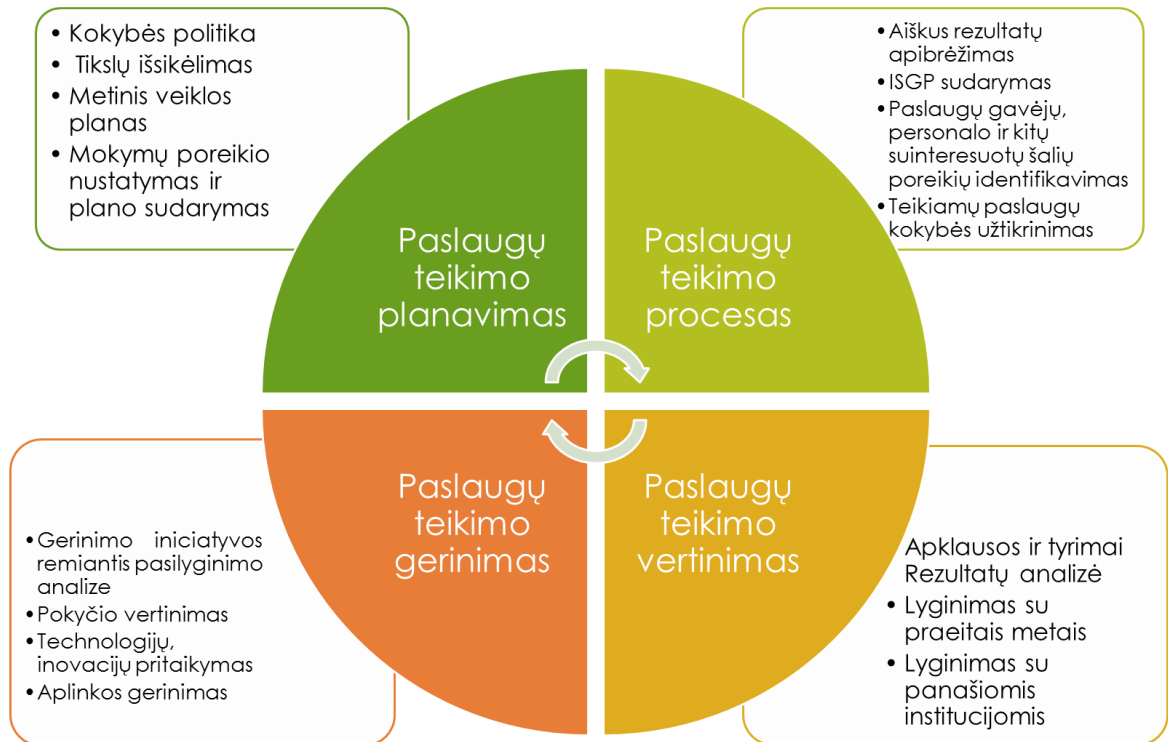 • Kokybės politika
• Tikslų išsikėlimas
• Metinis veiklos
planas
• Mokymų poreikio
nustatymas ir
plano sudarymas
•Aiškus rezultatų
apibrėžimas
•ISGP sudarymas
•Paslaugų gavėjų,
personalo ir kitų
suinteresuotų šalių
poreikių identifikavimas
•Teikiamų paslaugų
kokybės užtikrinimas
Paslaugų
teikimo
planavimas
Paslaugų
teikimo
procesas
Paslaugų
teikimo
gerinimas
Paslaugų
teikimo
vertinimas
•Gerinimo iniciatyvos
remiantis pasilyginimo
analize
•Pokyčio vertinimas
•Technologijų,
inovacijų pritaikymas
•Aplinkos gerinimas
Apklausos ir tyrimai
Rezultatų analizė
• Lyginimas su
praeitais metais
• Lyginimas su
panašiomis
institucijomis